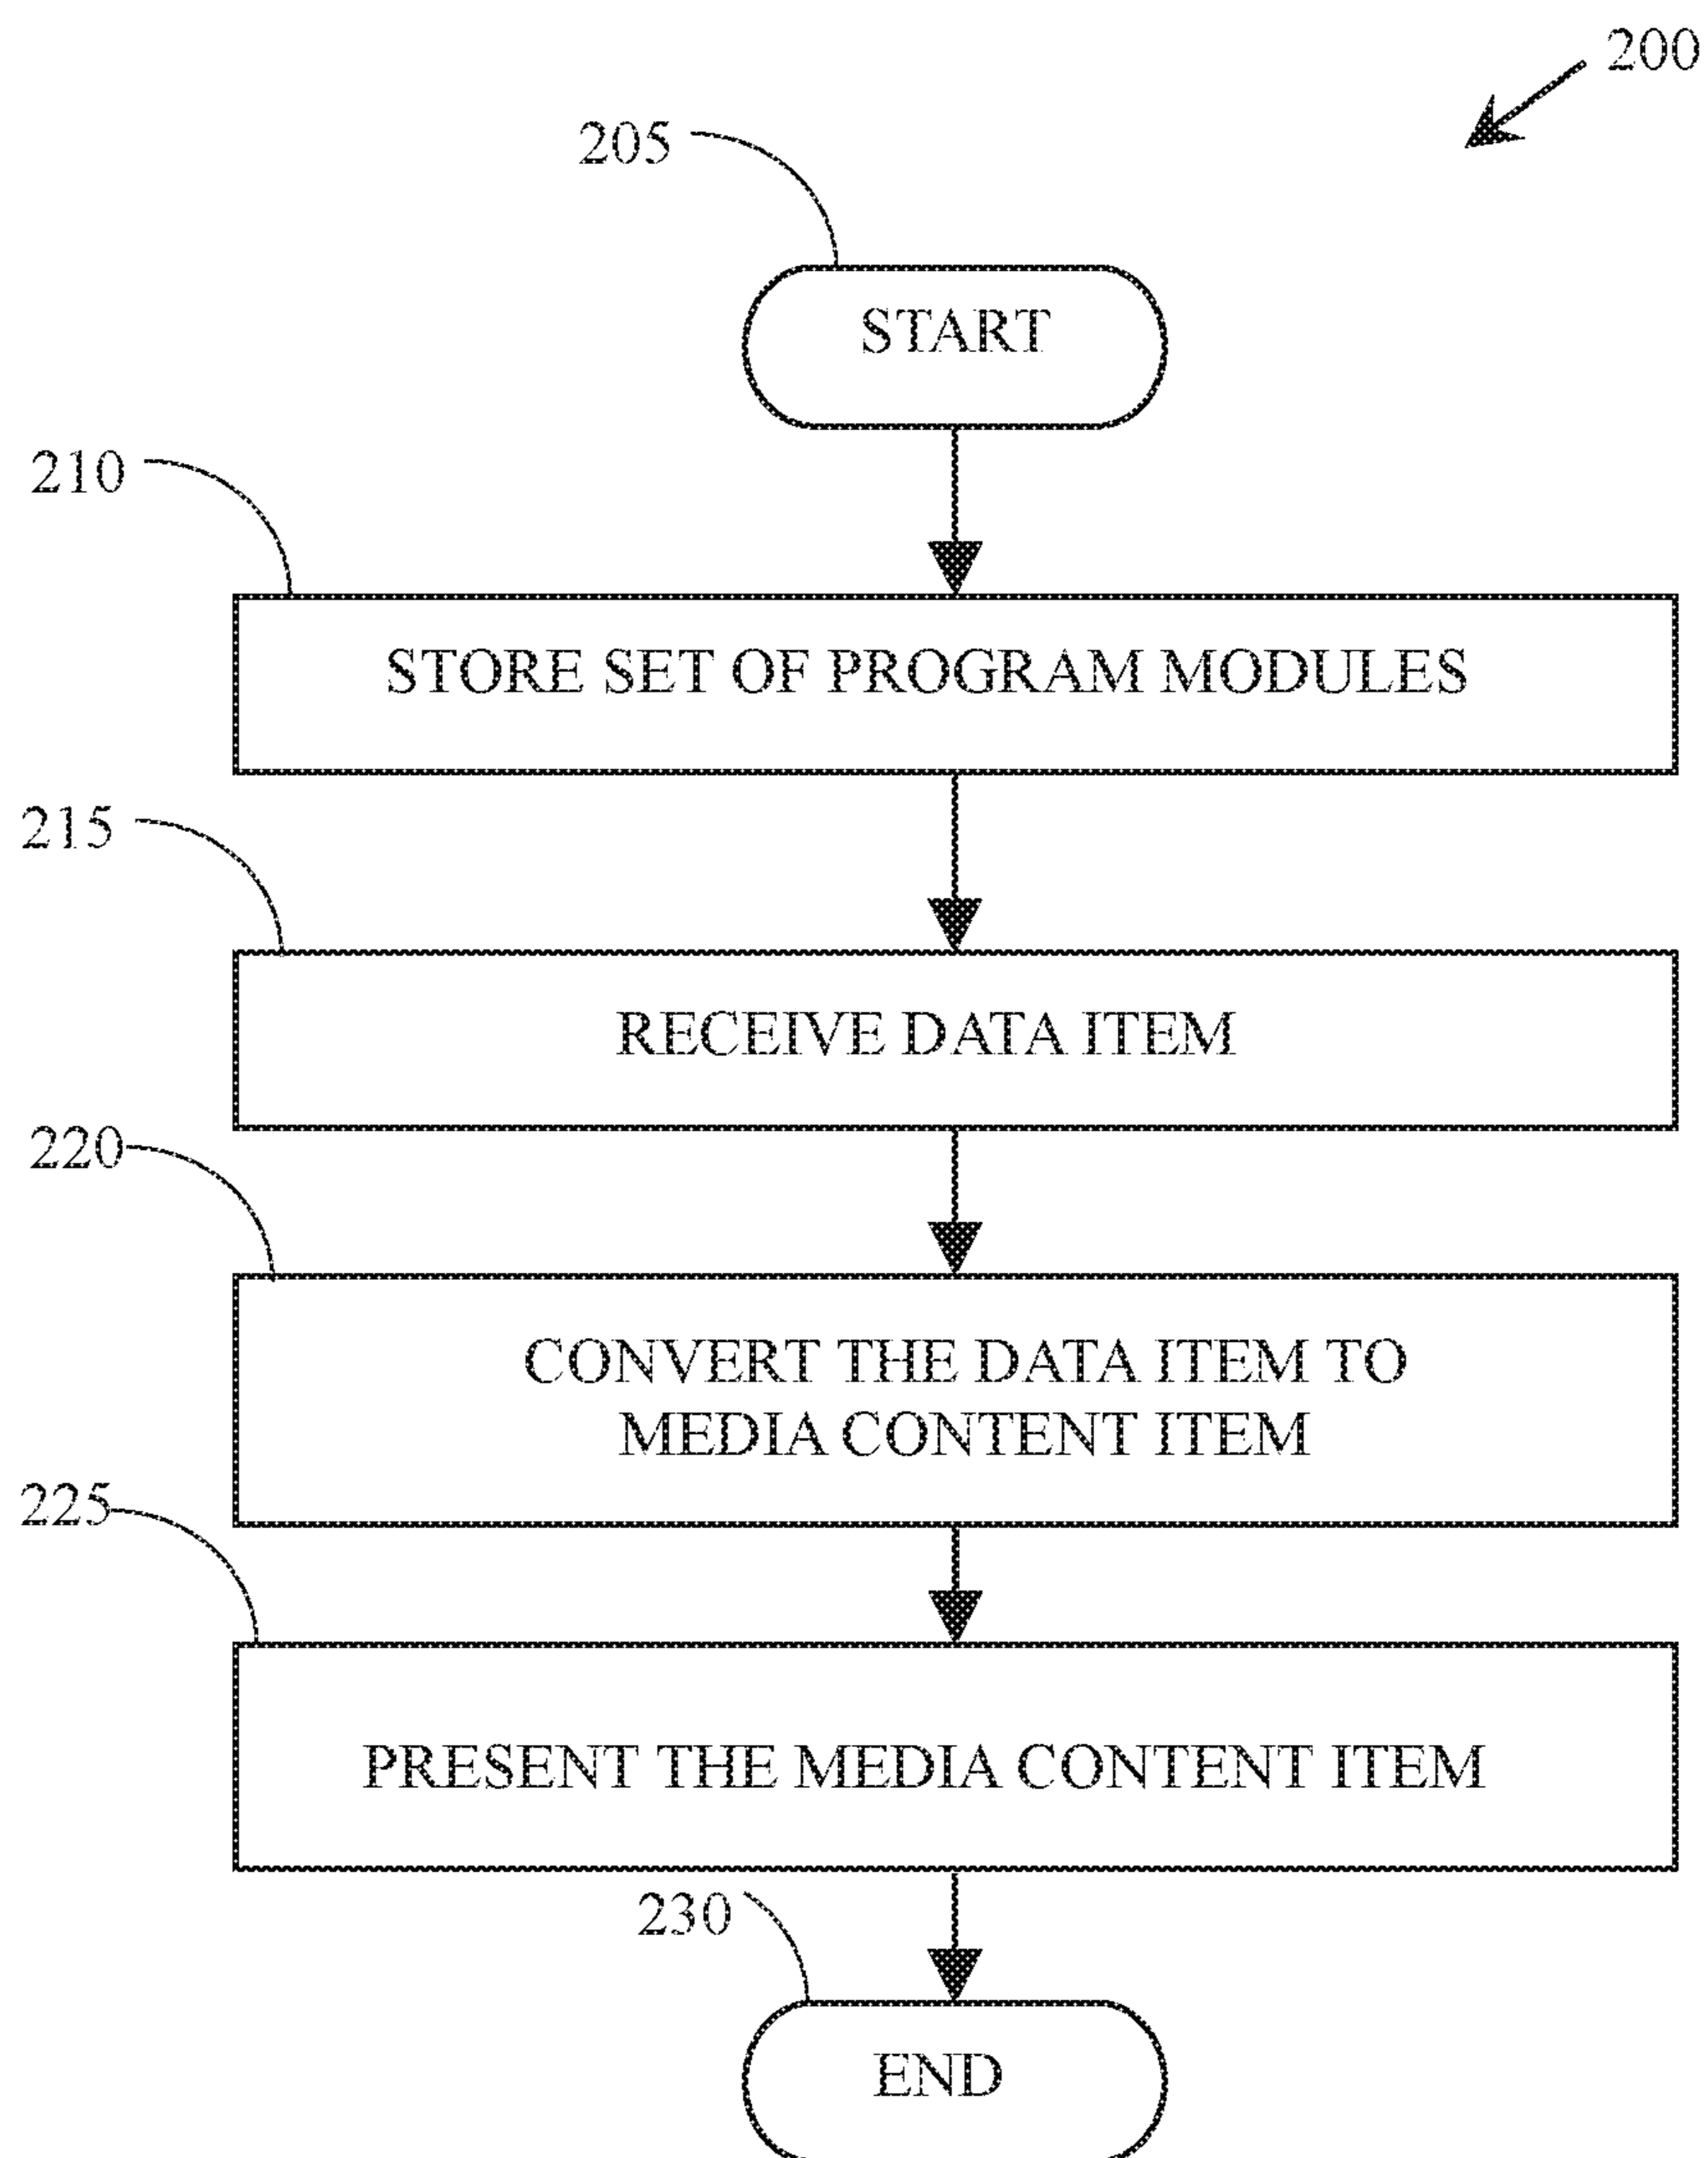 200
205
START
210
STORE SET OF PROGRAM MODULES
215
RECEIVE DATA ITEM
220
CONVERT THE DATA ITEM TO
MEDIA CONTENT ITEM
225
PRESENT THE MEDIA CONTENT ITEM
230
END